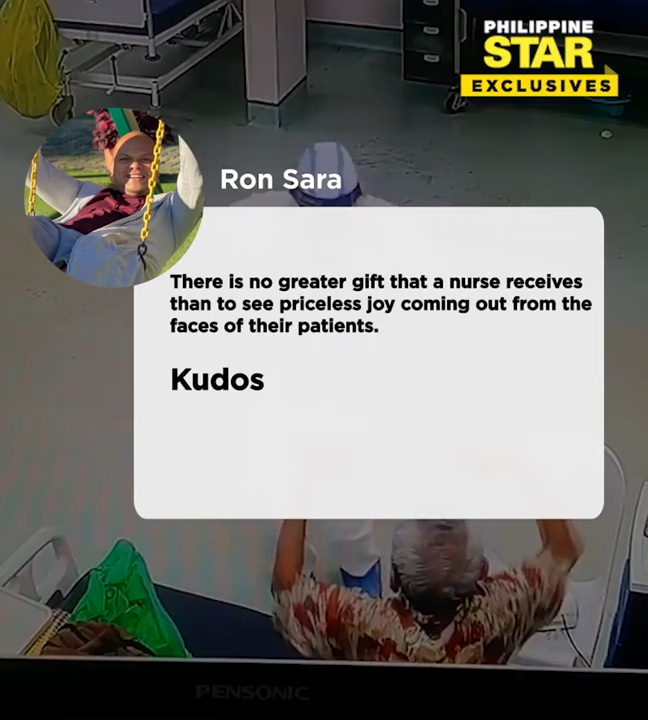 PHILIPPINE
STAR
EXCLUSIVES
Ron Sara
There is no greater gift that a nurse receives
than to see priceless joy coming out from the
faces of their patients.
Kudos
PENSONIC